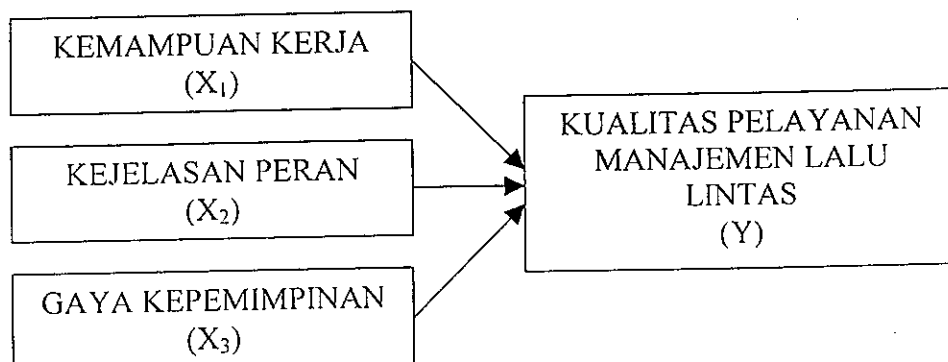 KEMAMPUAN KERJA
(X₁)
KEJELASAN PERAN
(X₂)
GAYA KEPEMIMPINAN
(X₃)
KUALITAS PELAYANAN
MANAJEMEN LALU
LINTAS
(Y)